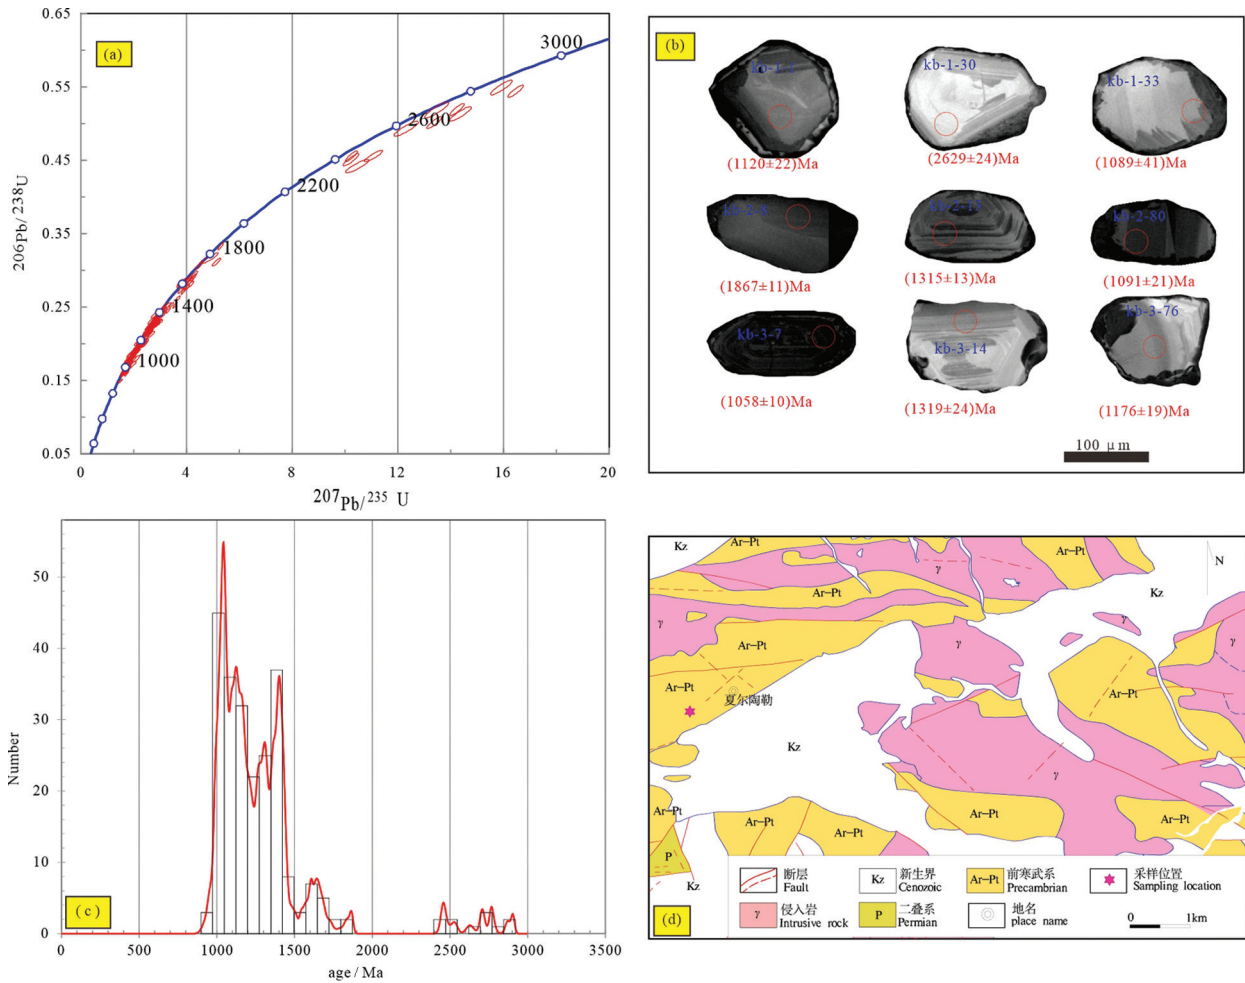 (a)
0.65
0.55
0.45
0.35
0.25
0.15
0.05
206Pb/ 238U
3000
2600
2200
1800
1400
1000
0
4
8
12
16
20
207Pb/235 U
(b)
kb-1-30
kb-1-33
(1120±22)Ma
(2629±24)Ma
(1089±41)Ma
kb-2-80
(1867±11)Ma
(1315±13)Ma
(1091±21)Ma
kb-3-7
kb-3-14
kb-3-76
(1058±10)Ma
(1319±24)Ma
(1176±19)Ma
100 μm
(c)
50
40
30
20
10
0
Number
0
500
1000
1500
2000
2500
3000
3500
age / Ma
(d)
Kz
Ar-Pt
γ
Ar-Pt
N
Ar-Pt
Kz
γ
γ
γ
Ar-Pt
Ar-Pt
Ar-Pt
夏尔陶勒
Kz
γ
Ar-Pt
Ar-Pt
Ar-Pt
Ar-Pt
Ar-Pt
P
Kz
断层
Fault
Kz
新生界
Cenozoic
Ar-Pt
前寒武系
Precambrian
采样位置
Sampling location
γ
侵入岩
Intrusive rock
P
二叠系
Permian
地名
place name
0
1km